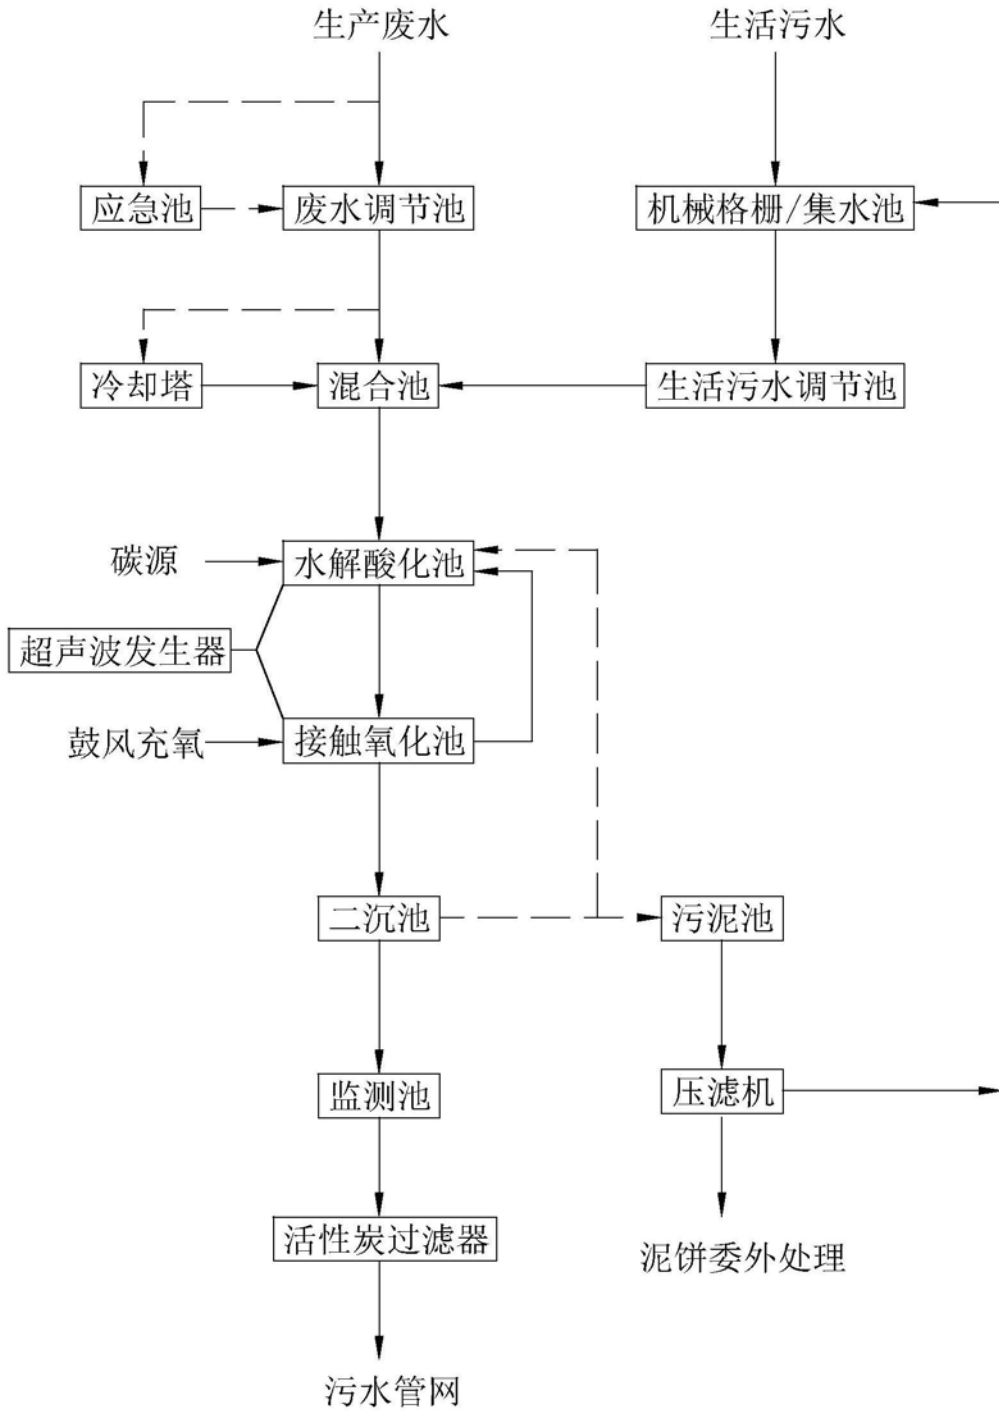 生产废水
生活污水
应急池
废水调节池
机械格栅/集水池
冷却塔
混合池
生活污水调节池
碳源
水解酸化池
超声波发生器
鼓风充氧
接触氧化池
二沉池
污泥池
监测池
压滤机
活性炭过滤器
泥饼委外处理
污水管网